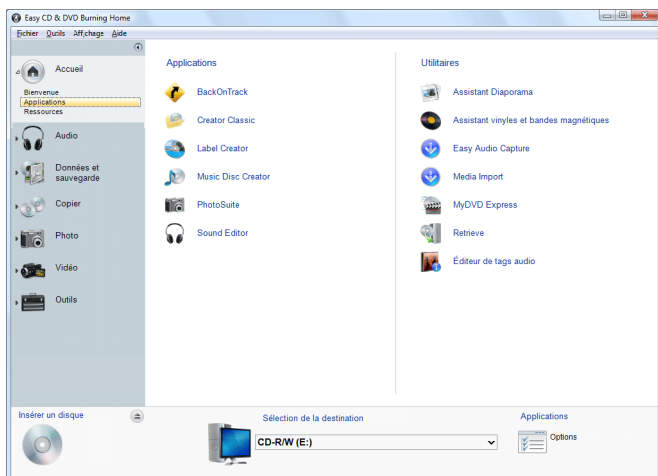 Easy CD & DVD Burning Home
Fichier Outils Affichage Aide
Accueil
Bienvenue
Applications
Ressources
Audio
Données et
sauvegarde
Copier
Photo
Vidéo
Outils
Applications
BackOnTrack
Creator Classic
Label Creator
Music Disc Creator
PhotoSuite
Sound Editor
Utilitaires
Assistant Diaporama
Assistant vinyles et bandes magnétiques
Easy Audio Capture
Media Import
MyDVD Express
Retrieve
Éditeur de tags audio
Insérer un disque
Sélection de la destination
CD-R/W (E:)
Applications
Options